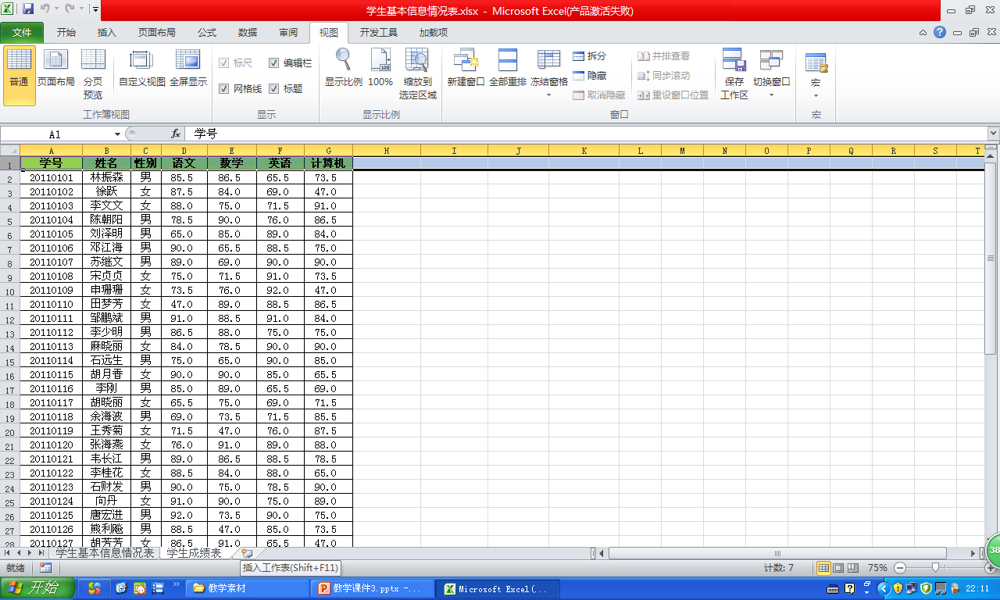 学生基本信息情况表.xlsx - Microsoft Excel(产品激活失败)
文件 开始 插入 页面布局 公式 数据 审阅 视图 开发工具 加载项
普通 页面布局 分页预览 自定义视图 全屏显示
标尺 编辑栏
网格线 标题
显示比例 100% 缩放到选定区域
新建窗口 全部重排 冻结窗格
拆分
隐藏
取消隐藏
并排查看
同步滚动
重设窗口位置
保存工作区 切换窗口 宏
工作簿视图 显示 显示比例 窗口 宏
A1 fx 学号
A B C D E F G H I J K L M N O P Q R S T
1 学号 姓名 性别 语文 数学 英语 计算机
2 20110101 林振森 男 85.5 86.5 65.5 73.5
3 20110102 徐跃 女 87.5 84.0 69.0 47.0
4 20110103 李文文 女 88.0 75.0 71.5 91.0
5 20110104 陈朝阳 男 78.5 90.0 76.0 86.5
6 20110105 刘泽明 男 65.0 85.0 89.0 84.0
7 20110106 邓江海 男 90.0 65.5 88.5 75.0
8 20110107 苏继文 男 89.0 69.0 90.0 90.0
9 20110108 宋贞贞 女 75.0 71.5 91.0 73.5
10 20110109 申珊珊 女 73.5 76.0 92.0 47.0
11 20110110 田梦芳 女 47.0 89.0 88.5 86.5
12 20110111 邹鹏斌 男 91.0 88.5 91.0 84.0
13 20110112 李少明 男 86.5 88.0 75.0 75.0
14 20110113 麻晓丽 女 84.0 78.5 90.0 90.0
15 20110114 石远生 男 75.0 65.0 90.0 85.0
16 20110115 胡月香 女 90.0 90.0 85.0 65.5
17 20110116 李刚 男 85.0 89.0 65.5 69.0
18 20110117 胡晓丽 女 65.5 75.0 69.0 71.5
19 20110118 余海波 男 69.0 73.5 71.5 85.5
20 20110119 王秀菊 女 71.5 47.0 76.0 87.5
21 20110120 张海燕 女 76.0 91.0 89.0 88.0
22 20110121 韦长江 男 89.0 86.5 88.5 78.5
23 20110122 李桂花 女 88.5 84.0 88.0 65.0
24 20110123 石财发 男 90.0 75.0 78.5 90.0
25 20110124 向丹 女 91.0 90.0 75.0 89.0
26 20110125 唐宏进 男 92.0 73.5 90.0 75.0
27 20110126 熊利 男 88.5 47.0 85.0 73.5
28 20110127 胡芳芳 女 86.5 91.0 65.5 47.0
学生基本信息情况表 学生成绩表
就绪 插入工作表(Shift+F11) 计数: 7 75%
38
开始 教学素材 教学课件3.pptx -... Microsoft Excel(... 22:11